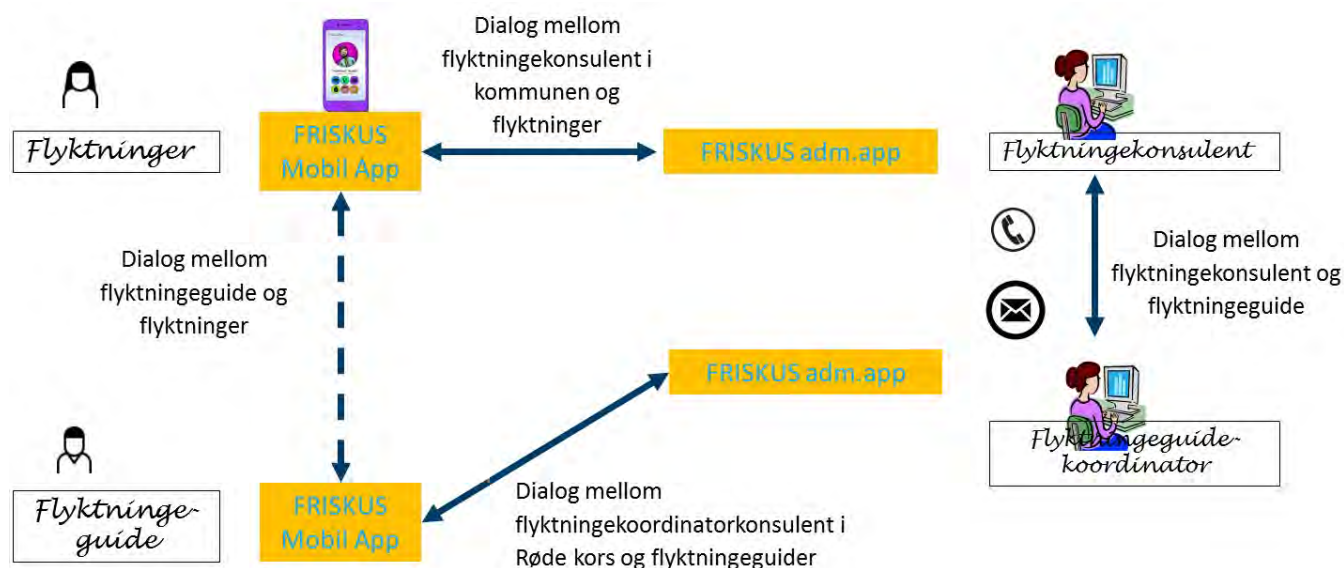 Dialog mellom
flyktningekonsulent i
kommunen og
flyktninger
Flyktninger
FRISKUS
Mobil App
FRISKUS adm.app
Flyktningekonsulent
Dialog mellom
flyktningeguide og
flyktninger
Dialog mellom
flyktningekonsulent og
flyktningeguide
FRISKUS adm.app
Flyktningeguide-
koordinator
Flyktninge-
guide
FRISKUS
Mobil App
Dialog mellom
flyktningekoordinatorkonsulent i
Røde kors og flyktningeguider